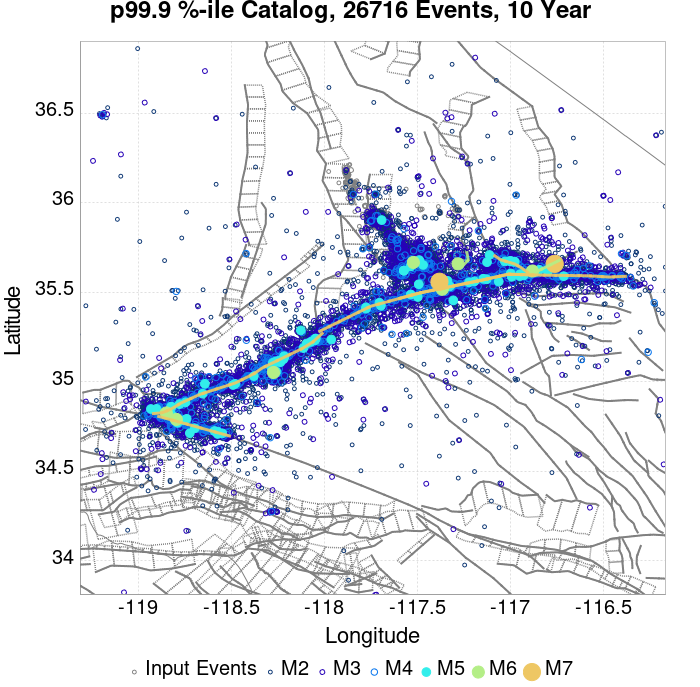 p99.9 %-ile Catalog, 26716 Events, 10 Year
36.5
36
35.5
35
34.5
34
Latitude
-119 -118.5 -118 -117.5 -117 -116.5
Longitude
Input Events M2 M3 M4 M5 M6 M7